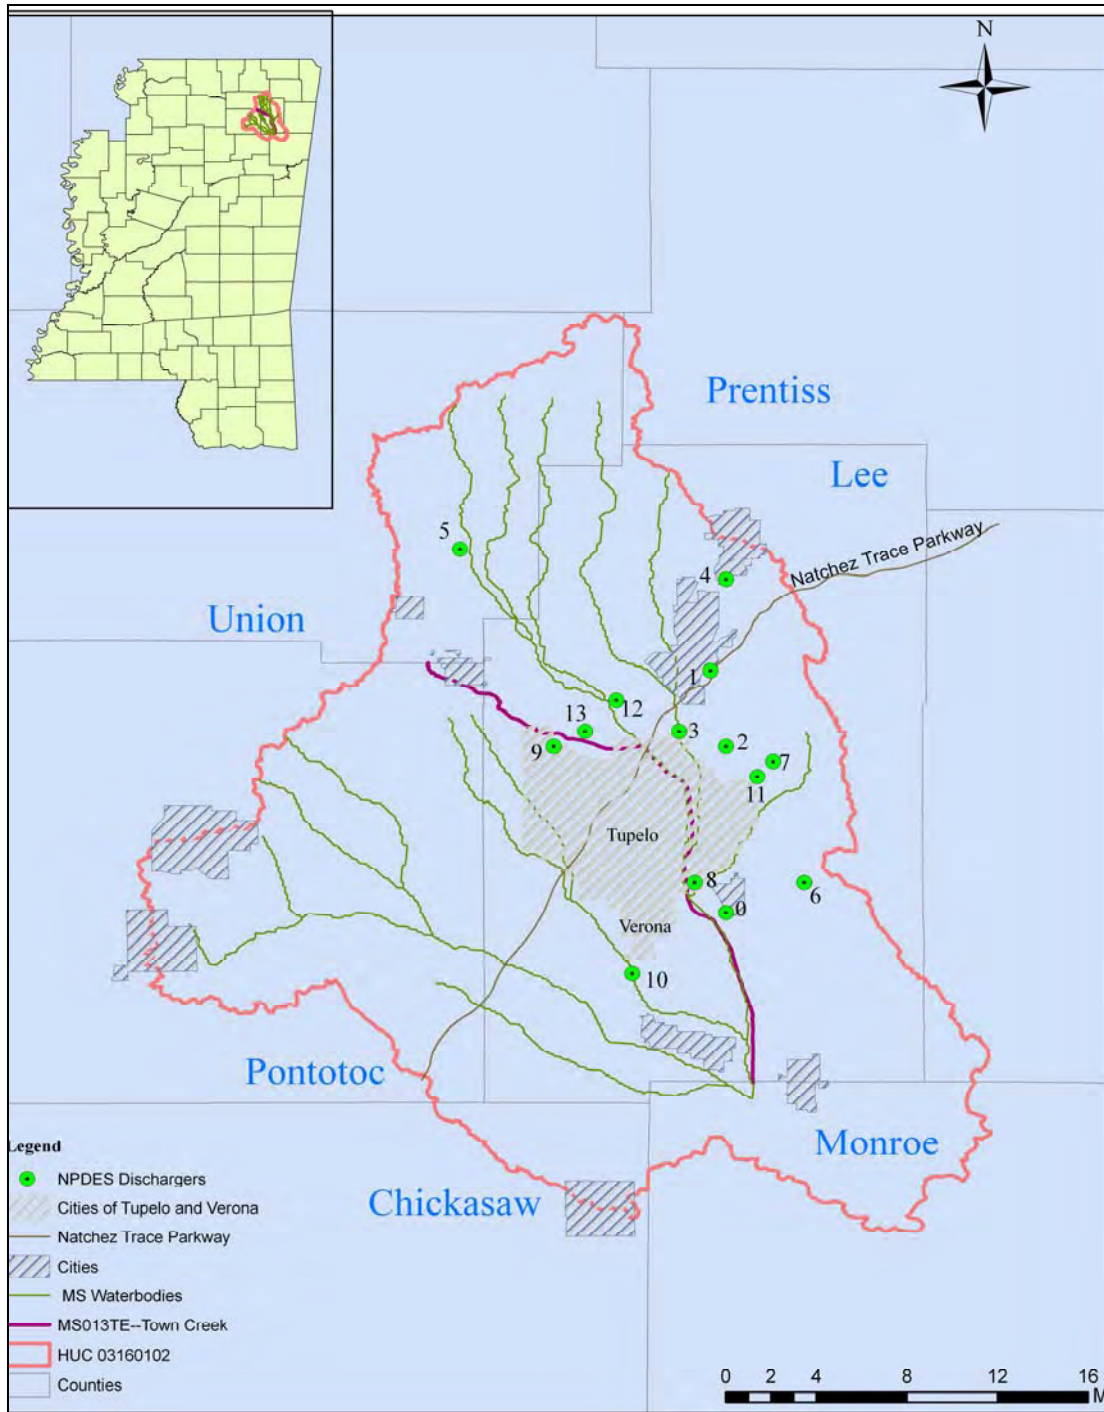 N
Prentiss
Lee
Natchez Trace Parkway
5
4
Union
1
12
13
3
2
9
7
11
Tupelo
8
6
0
Verona
10
Pontotoc
Monroe
Chickasaw
Legend
NPDES Dischargers
Cities of Tupelo and Verona
Natchez Trace Parkway
Cities
MS Waterbodies
MS013TE--Town Creek
HUC 03160102
Counties
0 2 4 8 12 16
M